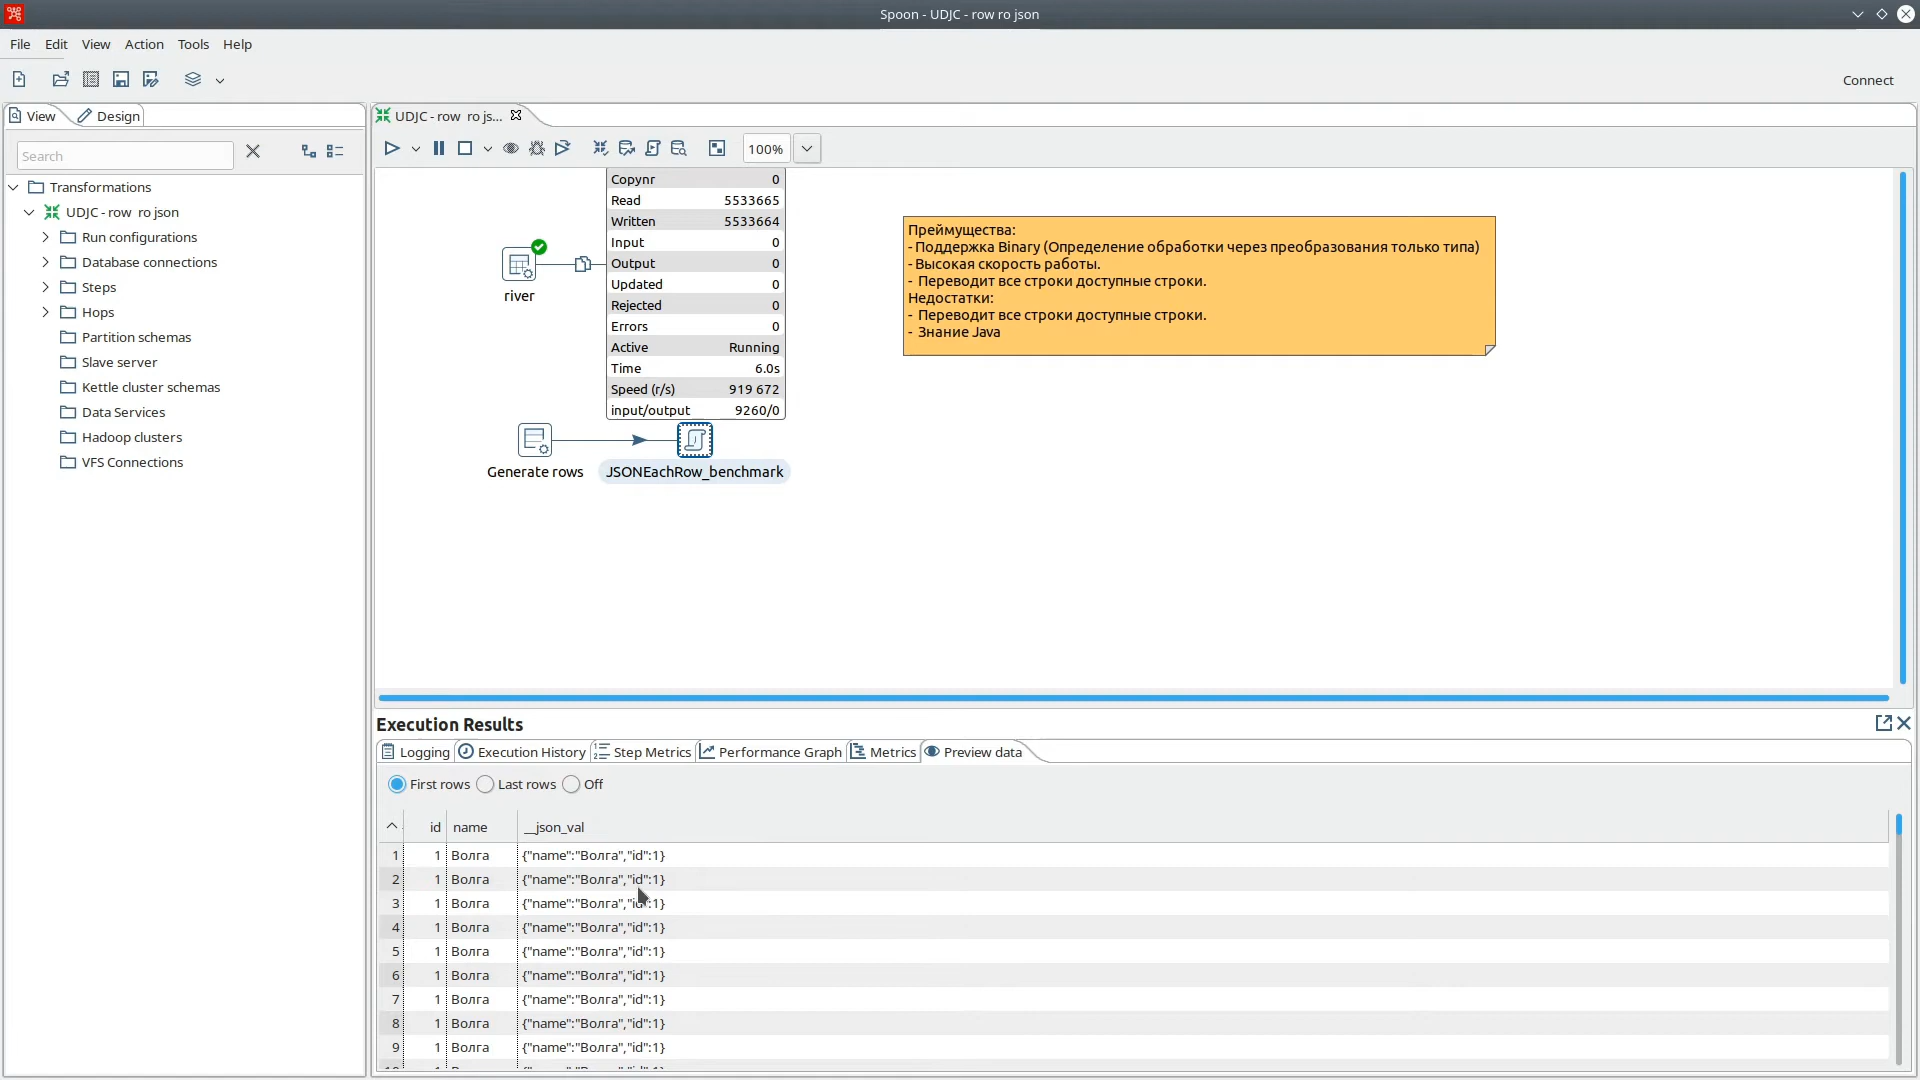 Spoon - UDJC - row ro json
File Edit View Action Tools Help
Connect
View Design
UDJC - row ro js...
Search
100%
Transformations
UDJC - row ro json
Run configurations
Database connections
Steps
Hops
Partition schemas
Slave server
Kettle cluster schemas
Data Services
Hadoop clusters
VFS Connections
Copynr 0
Read 5533665
Written 5533664
Input 0
Output 0
Updated 0
Rejected 0
Errors 0
Active Running
Time 6.0s
Speed (r/s) 919 672
input/output 9260/0
river
Generate rows
JSONEachRow_benchmark
Преимущества:
- Поддержка Binary (Определение обработки через преобразования только типа)
- Высокая скорость работы.
- Переводит все строки доступные строки.
Недостатки:
- Переводит все строки доступные строки.
- Знание Java
Execution Results
Logging Execution History Step Metrics Performance Graph Metrics Preview data
First rows Last rows Off
id name __json_val
1 1 Волга {"name":"Волга","id":1}
2 1 Волга {"name":"Волга","id":1}
3 1 Волга {"name":"Волга","id":1}
4 1 Волга {"name":"Волга","id":1}
5 1 Волга {"name":"Волга","id":1}
6 1 Волга {"name":"Волга","id":1}
7 1 Волга {"name":"Волга","id":1}
8 1 Волга {"name":"Волга","id":1}
9 1 Волга {"name":"Волга","id":1}